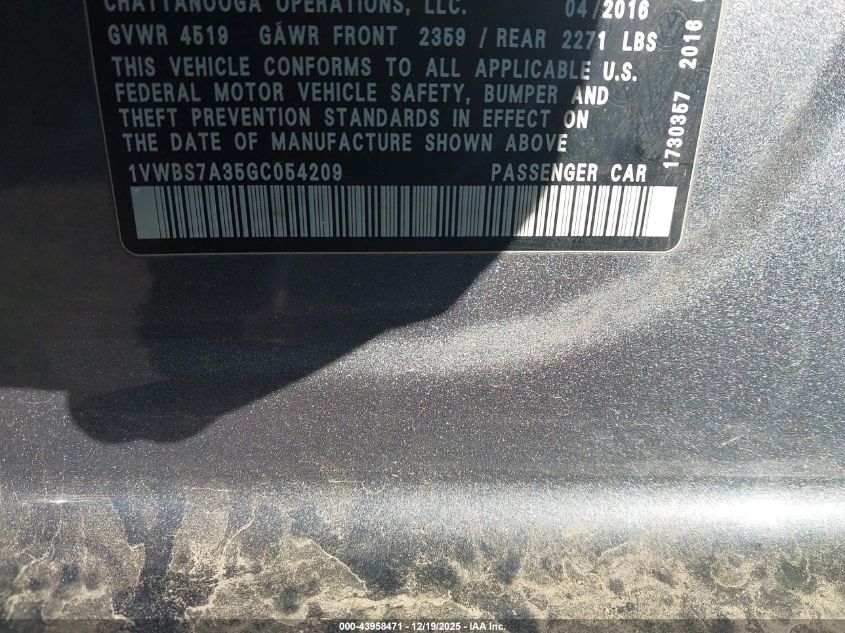 CHATTANOOGA OPERATIONS, LLC. 04/2016
GVWR 4519 GAWR FRONT 2359 / REAR 2271 LBS
THIS VEHICLE CONFORMS TO ALL APPLICABLE U.S.
FEDERAL MOTOR VEHICLE SAFETY, BUMPER AND
THEFT PREVENTION STANDARDS IN EFFECT ON
THE DATE OF MANUFACTURE SHOWN ABOVE
1VWBS7A35GC054209 PASSENGER CAR
1730357 2016
000-43958471 - 12/19/2025 - IAA Inc.